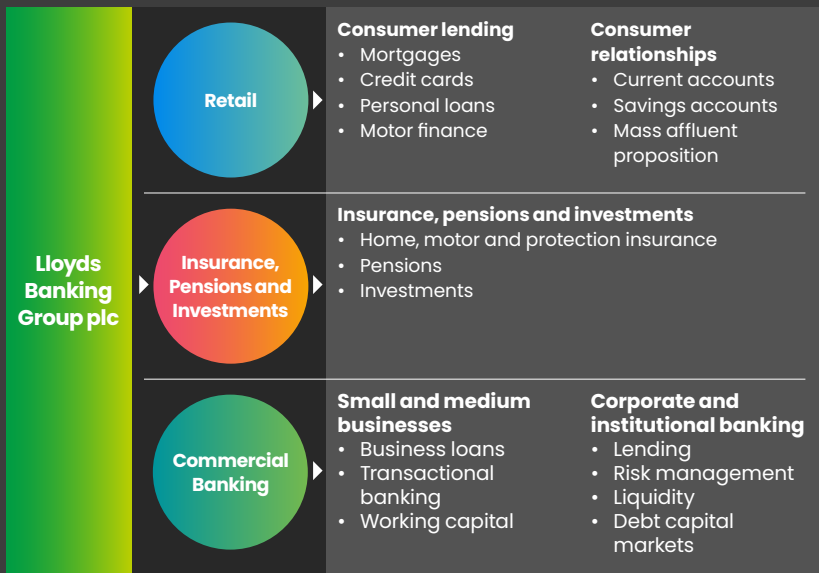 Lloyds
Banking
Group plc
Retail
Consumer lending
• Mortgages
• Credit cards
• Personal loans
• Motor finance
Consumer
relationships
• Current accounts
• Savings accounts
• Mass affluent
proposition
Insurance,
Pensions and
Investments
Insurance, pensions and investments
• Home, motor and protection insurance
• Pensions
• Investments
Commercial
Banking
Small and medium
businesses
• Business loans
• Transactional
banking
• Working capital
Corporate and
institutional banking
• Lending
• Risk management
• Liquidity
• Debt capital
markets